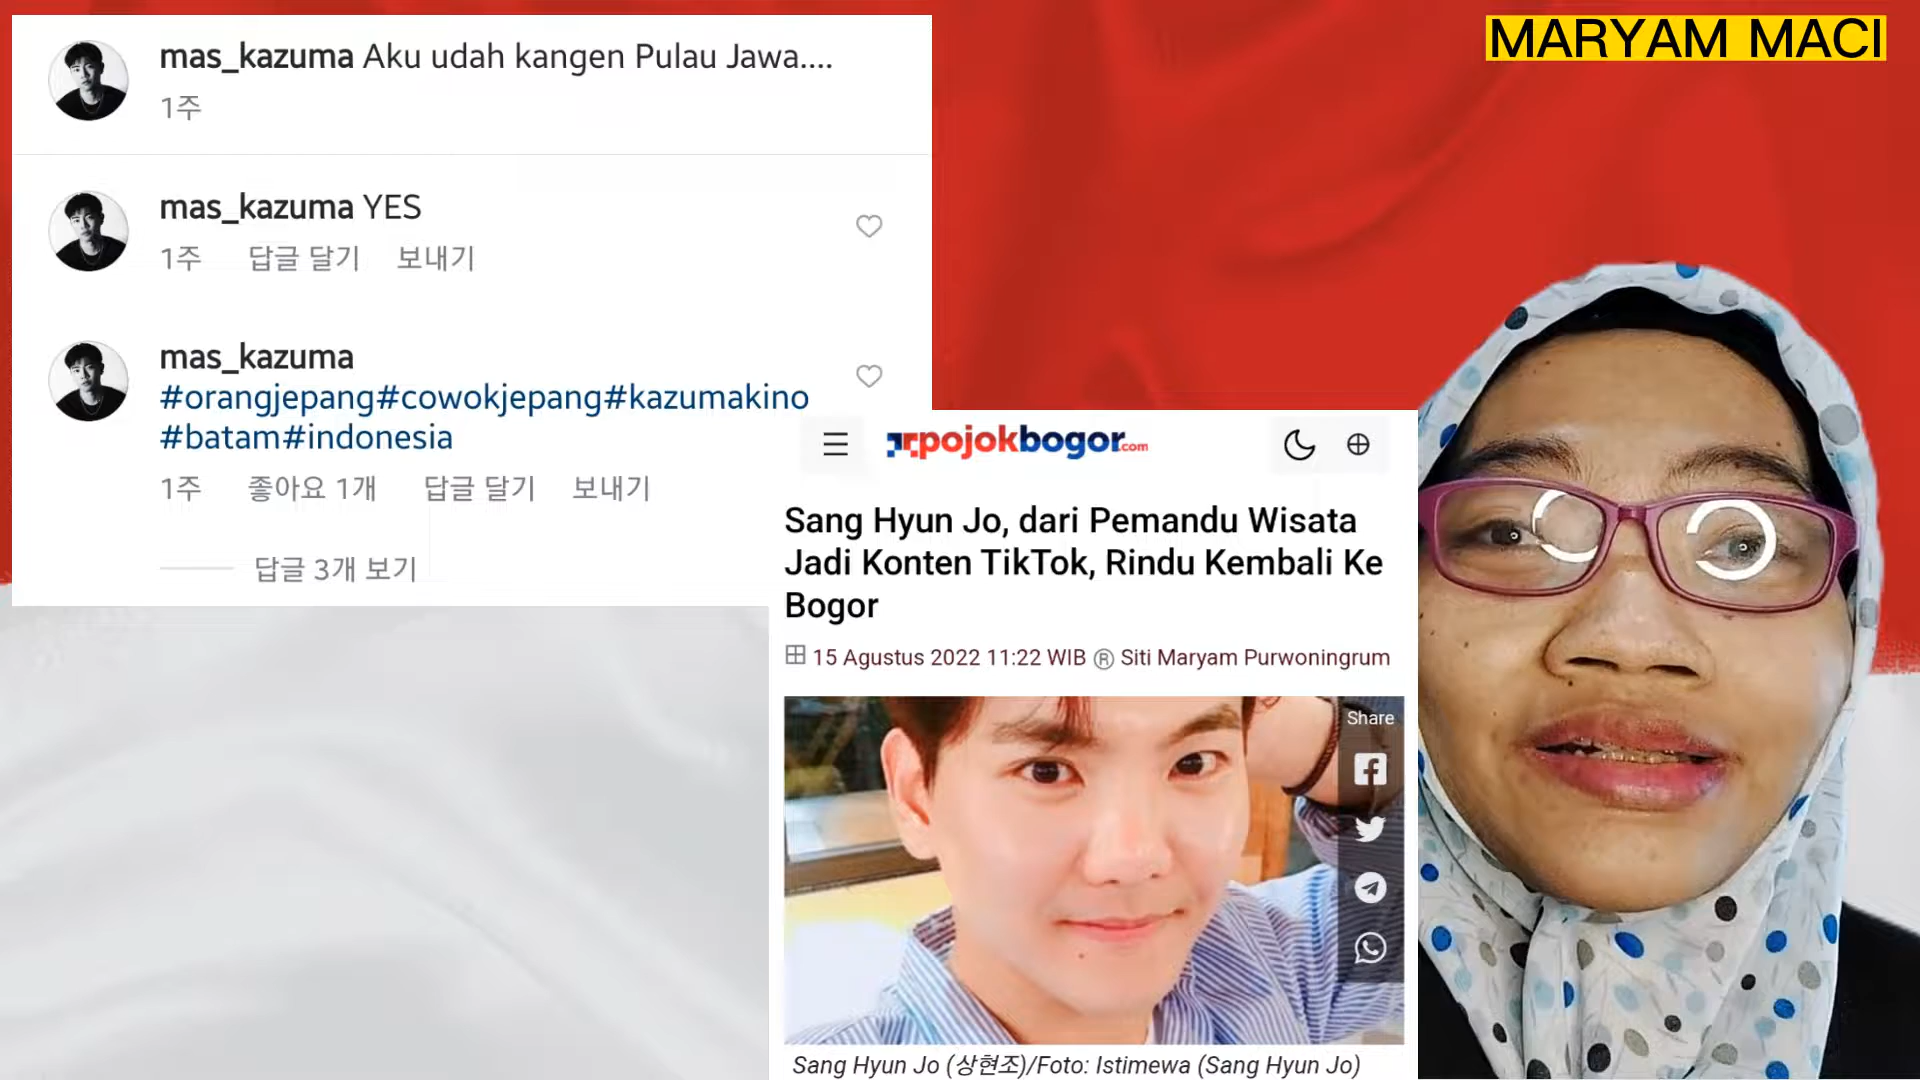 mas_kazuma Aku udah kangen Pulau Jawa....
1주
mas_kazuma YES
1주 답글 달기 보내기
mas_kazuma
#orangjepang#cowokjepang#kazumakino
#batam#indonesia
1주 좋아요 1개 답글 달기 보내기
답글 3개 보기
MARYAM MACI
pojokbogor.com
Sang Hyun Jo, dari Pemandu Wisata
Jadi Konten TikTok, Rindu Kembali Ke
Bogor
15 Agustus 2022 11:22 WIB ® Siti Maryam Purwoningrum
Share
Sang Hyun Jo (상현조)/Foto: Istimewa (Sang Hyun Jo)